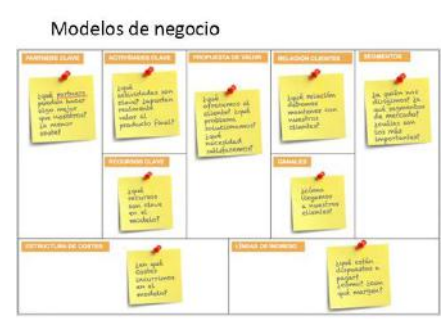 Modelos de negocio
PARTNERS CLAVE
¿qué partners
pueden hacer
algo mejor
que nosotros?
¿a menor
coste?
ACTIVIDADES CLAVE
¿qué
actividades son
clave? ¿aportan
realmente
valor al
producto final?
PROPUESTA DE VALOR
¿qué
ofrecemos al
cliente? ¿qué
problema
solucionamos?
¿qué
necesidad
satisfacemos?
RELACIÓN CLIENTES
¿qué relación
debemos
mantener con
nuestros
clientes?
SEGMENTOS
¿a quién nos
dirigimos? ¿a
qué segmentos
de mercado?
¿cuáles son
los más
importantes?
RECURSOS CLAVE
¿qué
recursos
son clave
en el
modelo?
CANALES
¿cómo
llegamos
a nuestros
clientes?
ESTRUCTURA DE COSTES
¿en qué
costes
incurrimos
en el
modelo?
LÍNEAS DE INGRESO
¿qué están
dispuestos a
pagar?
¿cómo? ¿con
qué margen?